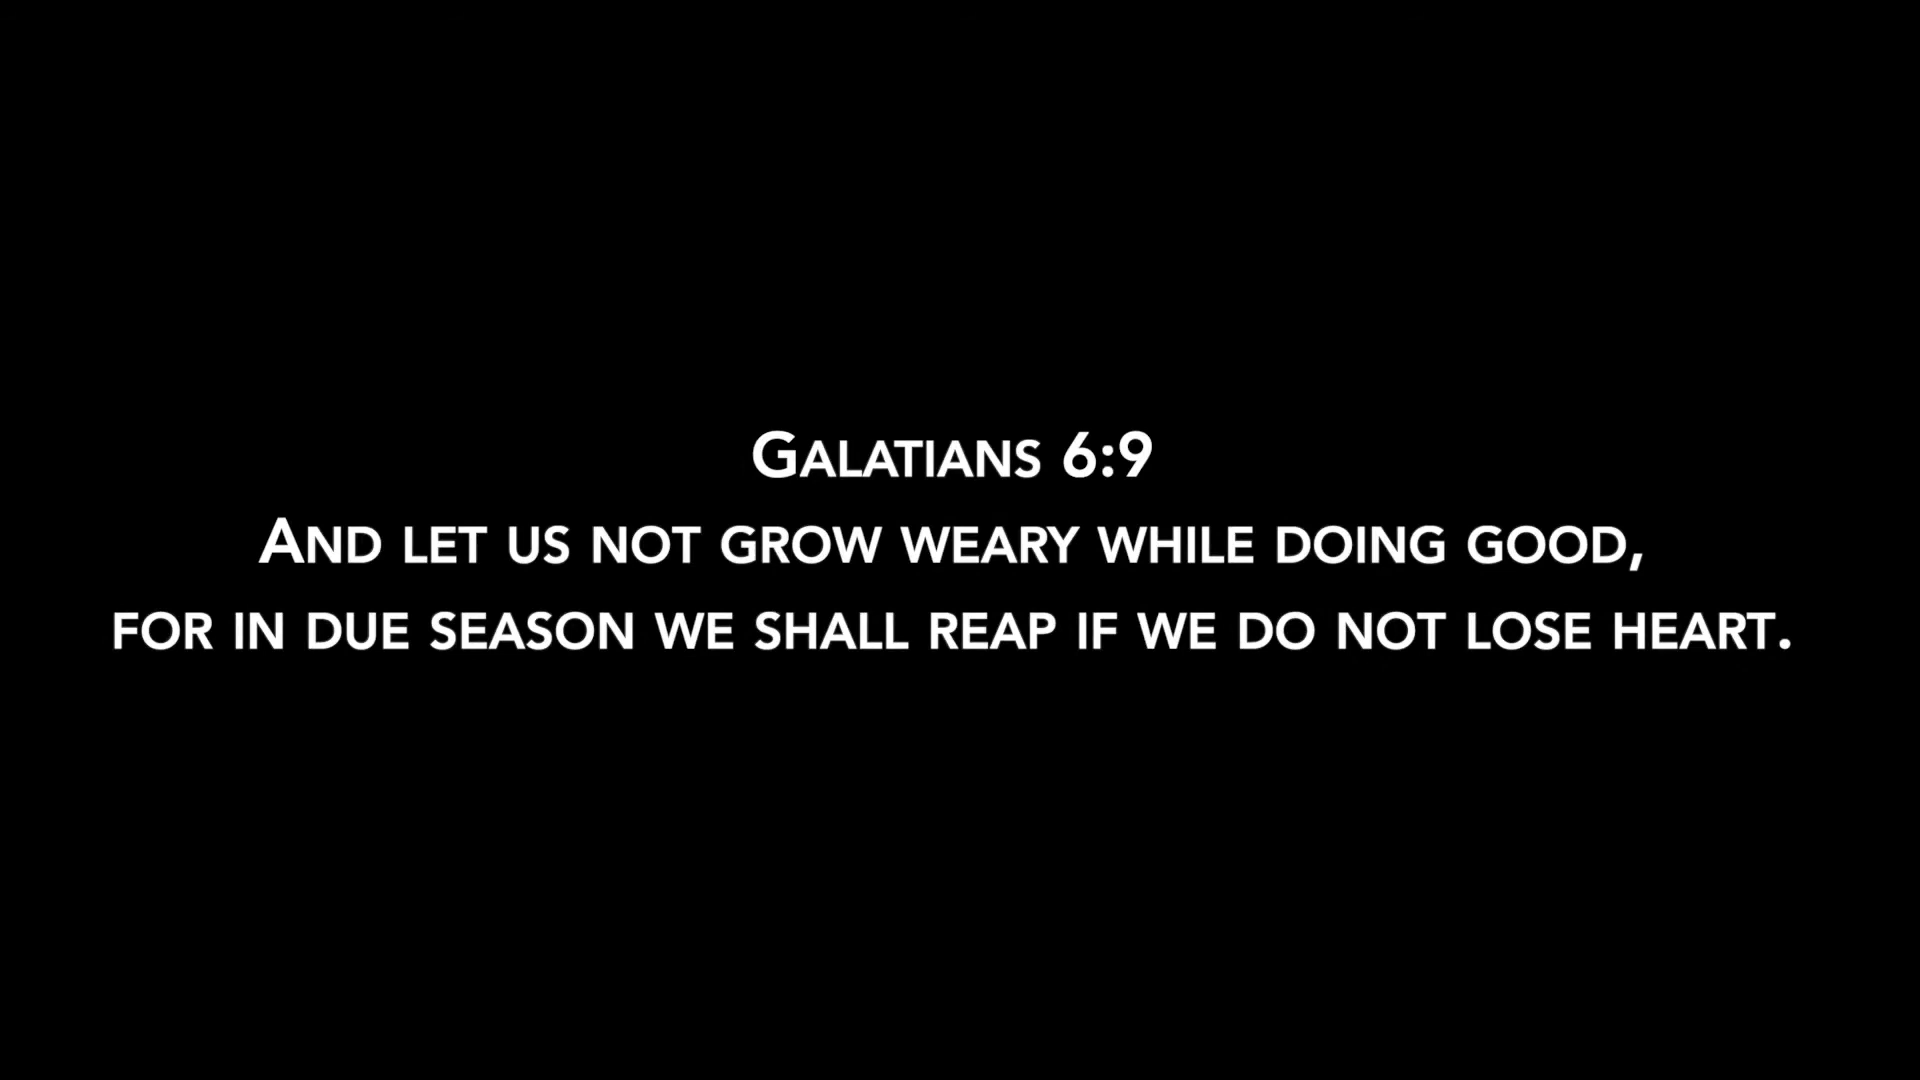 Galatians 6:9
And let us not grow weary while doing good,
for in due season we shall reap if we do not lose heart.